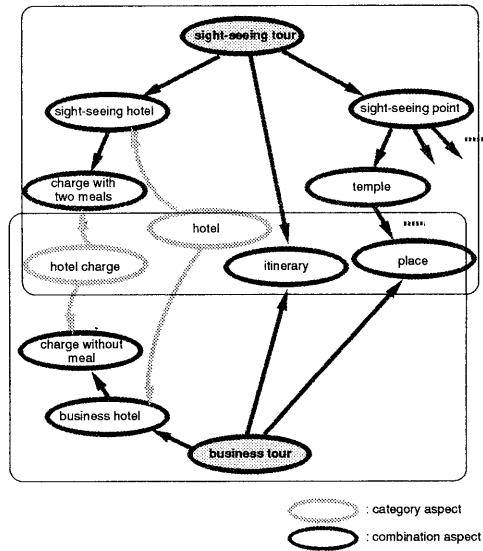 sight-seeing tour
sight-seeing hotel
sight-seeing point
charge with
two meals
temple
hotel
hotel charge
itinerary
place
charge without
meal
business hotel
business tour
: category aspect
: combination aspect